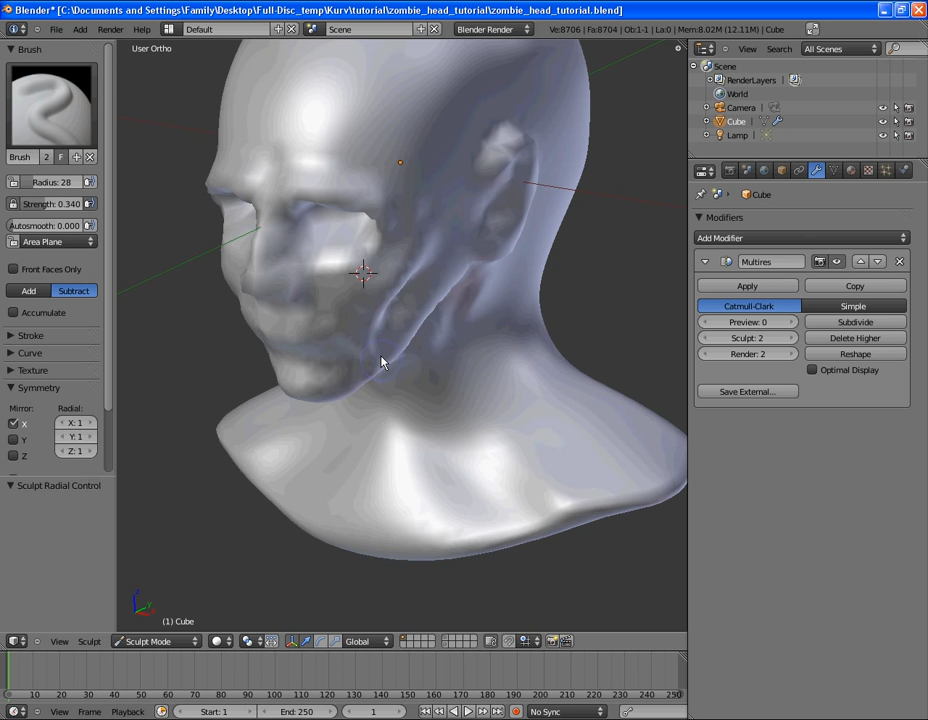 Blender* [C:\Documents and Settings\Family\Desktop\Full-Disc_temp\Kurv\tutorial\zombie_head_tutorial\zombie_head_tutorial.blend]
File Add Render Help Default Scene Blender Render Ve:8706 | Fa:8704 | Ob:1-1 | La:0 | Mem:8.02M (12.11M) | Cube
Brush
User Ortho
View Search All Scenes
Scene
RenderLayers
World
Camera
Cube
Lamp
Brush 2 F
Radius: 28
Strength: 0.340
Autosmooth: 0.000
Area Plane
Front Faces Only
Add Subtract
Accumulate
Stroke
Curve
Texture
Symmetry
Mirror: Radial:
X X: 1
Y Y: 1
Z Z: 1
Sculpt Radial Control
Cube
Modifiers
Add Modifier
Multires
Apply Copy
Catmull-Clark Simple
Preview: 0 Subdivide
Sculpt: 2 Delete Higher
Render: 2 Reshape
Optimal Display
Save External...
z
y
(1) Cube
View Sculpt Sculpt Mode Global
0 10 20 30 40 50 60 70 80 90 100 110 120 130 140 150 160 170 180 190 200 210 220 230 240 250
View Frame Playback Start: 1 End: 250 1 No Sync